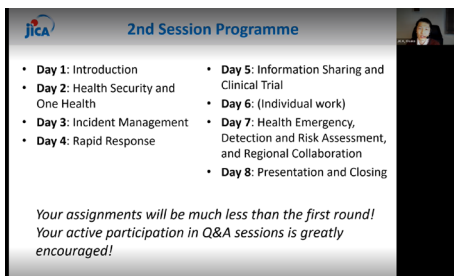 jICA
2nd Session Programme
• Day 1: Introduction
• Day 2: Health Security and
One Health
• Day 3: Incident Management
• Day 4: Rapid Response
• Day 5: Information Sharing and
Clinical Trial
• Day 6: (Individual work)
• Day 7: Health Emergency,
Detection and Risk Assessment,
and Regional Collaboration
• Day 8: Presentation and Closing
Your assignments will be much less than the first round!
Your active participation in Q&A sessions is greatly
encouraged!